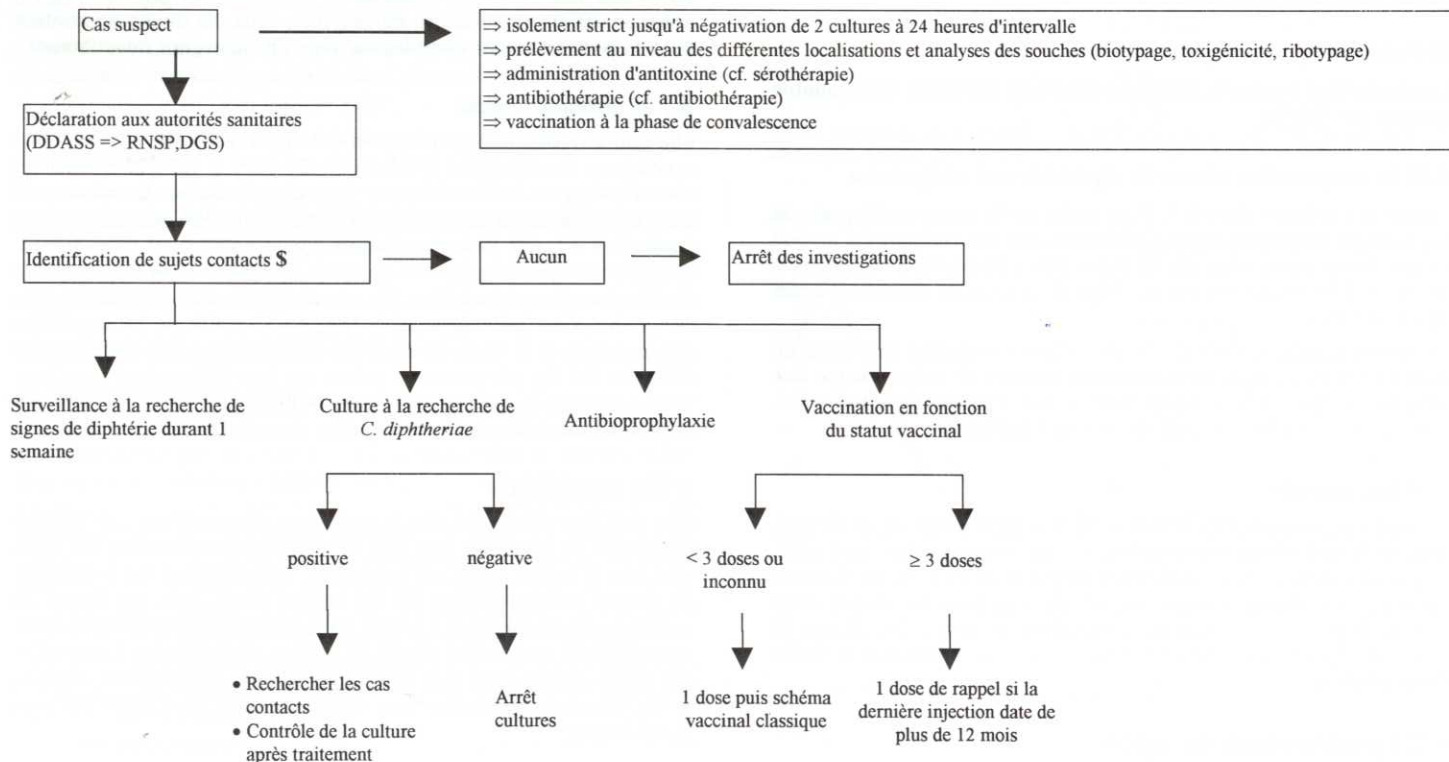 Cas suspect
⇒ isolement strict jusqu'à négativation de 2 cultures à 24 heures d'intervalle
⇒ prélèvement au niveau des différentes localisations et analyses des souches (biotypage, toxigénicité, ribotypage)
⇒ administration d'antitoxine (cf. sérothérapie)
⇒ antibiothérapie (cf. antibiothérapie)
⇒ vaccination à la phase de convalescence
Déclaration aux autorités sanitaires
(DDASS => RNSP,DGS)
Identification de sujets contacts $
Aucun
Arrêt des investigations
Surveillance à la recherche de
signes de diphtérie durant 1
semaine
Culture à la recherche de
C. diphtheriae
Antibioprophylaxie
Vaccination en fonction
du statut vaccinal
positive
négative
< 3 doses ou
inconnu
≥ 3 doses
• Rechercher les cas
contacts
• Contrôle de la culture
après traitement
Arrêt
cultures
1 dose puis schéma
vaccinal classique
1 dose de rappel si la
dernière injection date de
plus de 12 mois